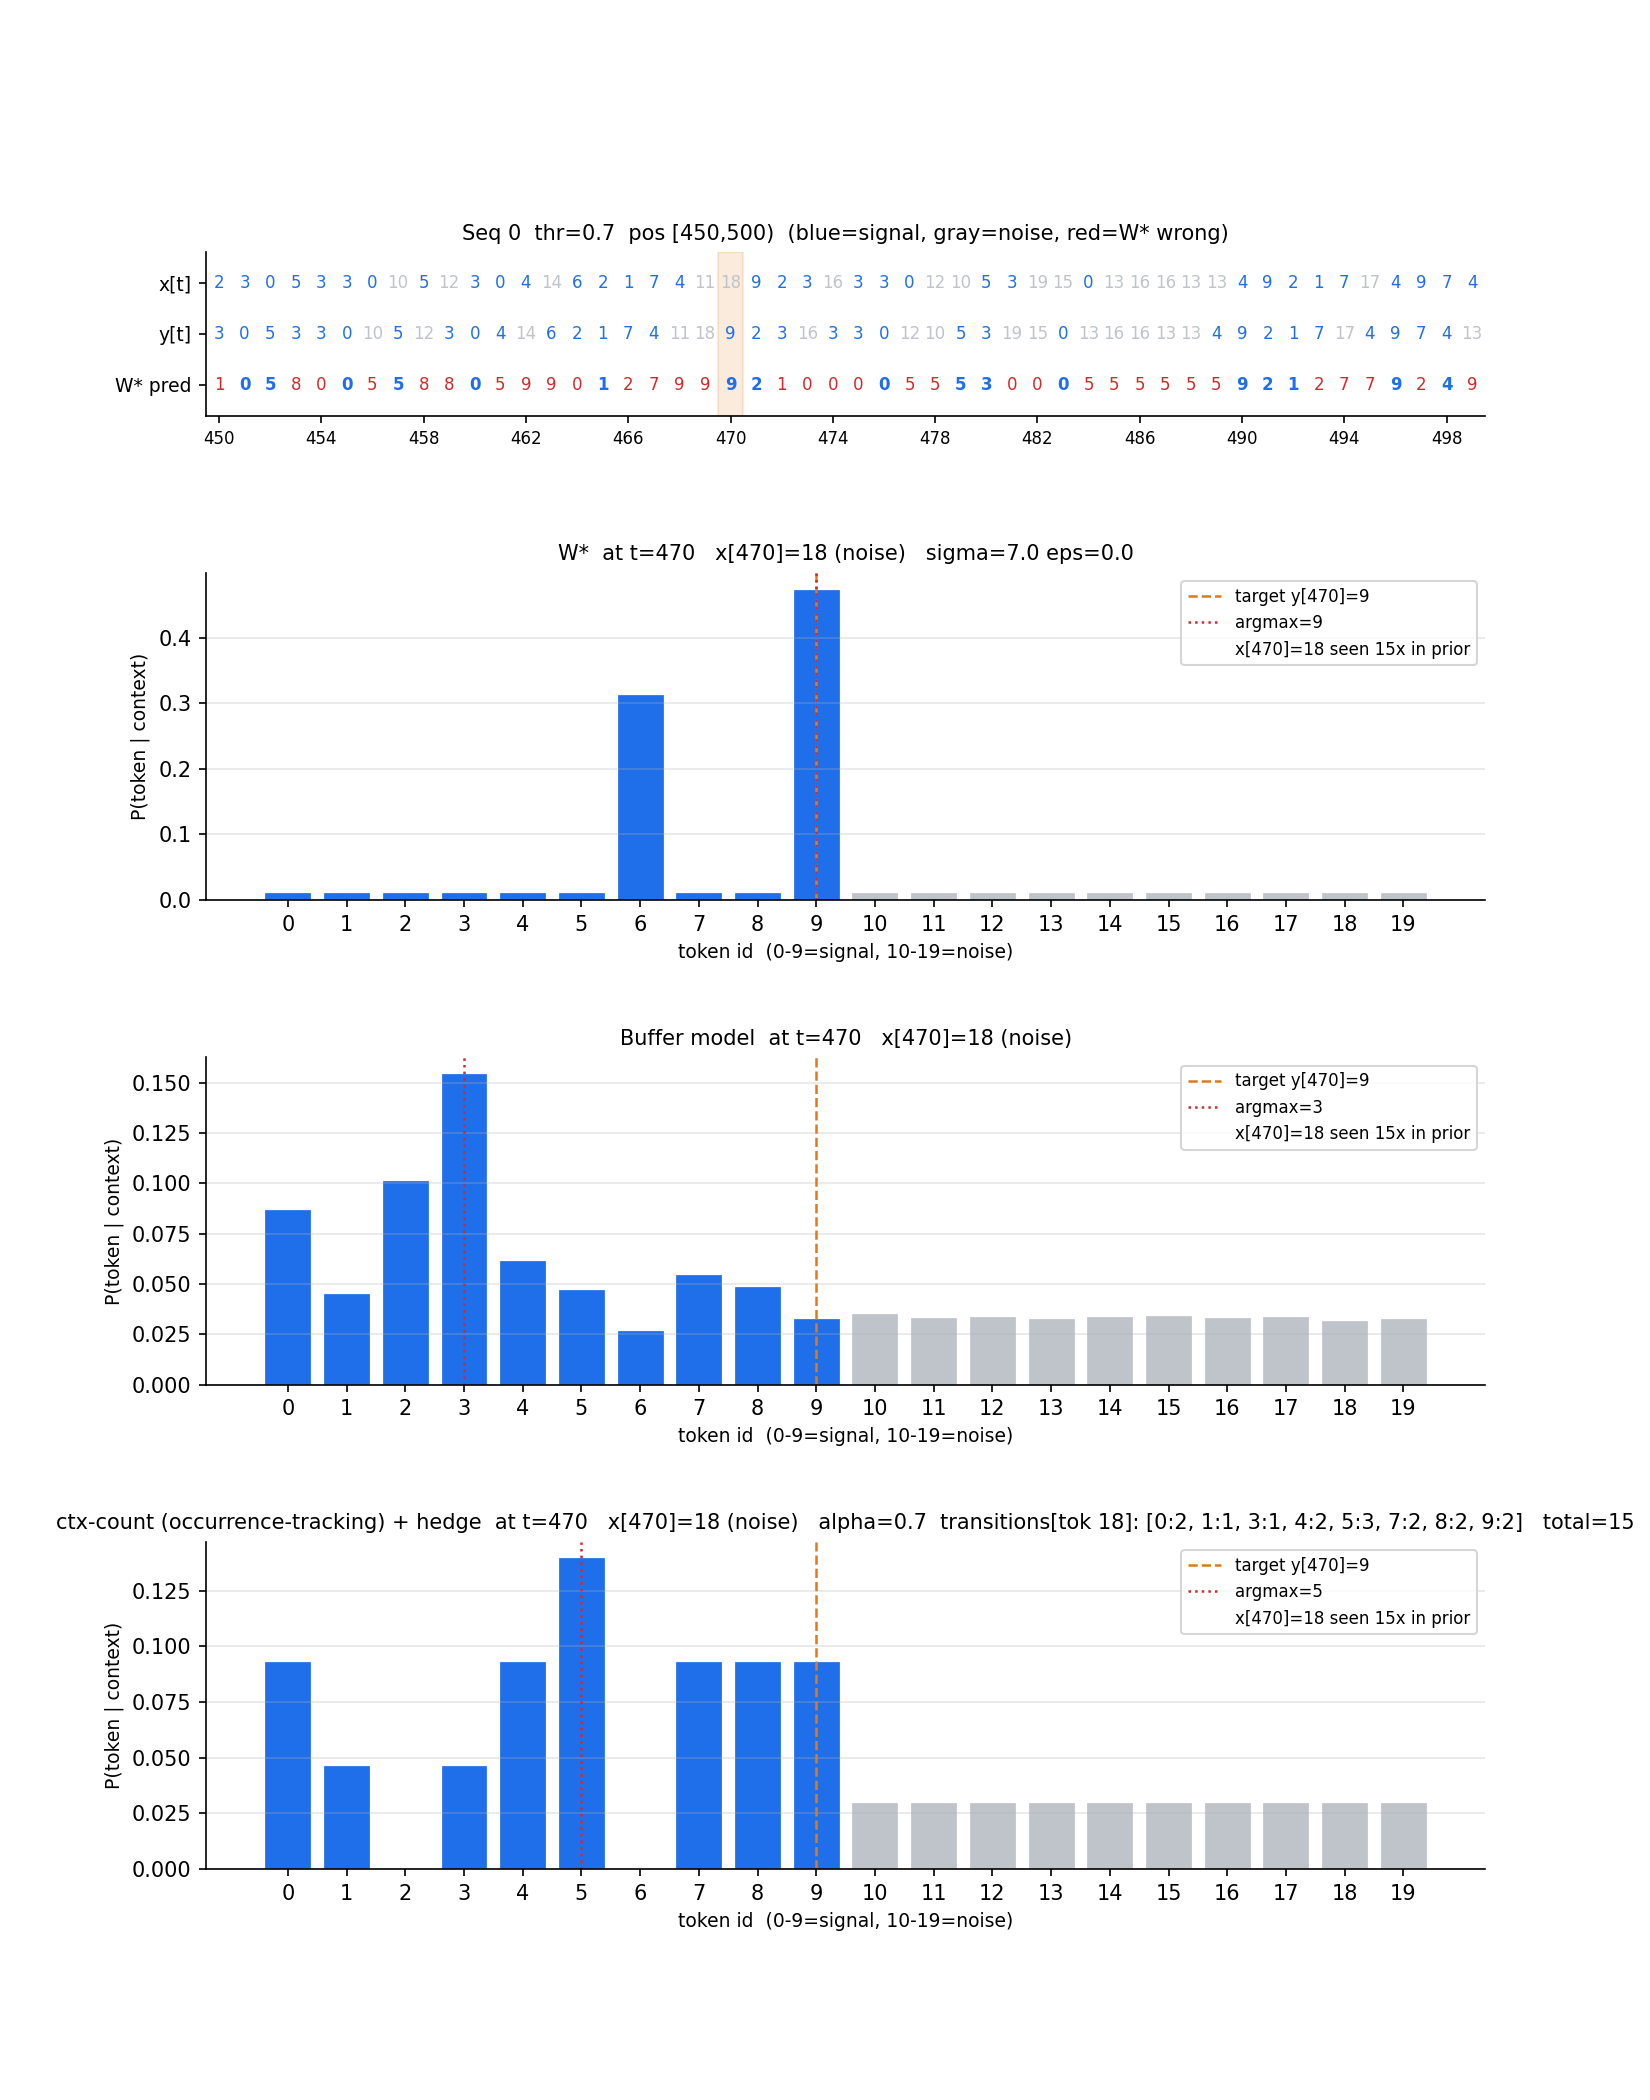 Seq 0  thr=0.7  pos [450,500)  (blue=signal, gray=noise, red=W* wrong)
x[t] 2 3 0 5 3 3 0 10 5 12 3 0 4 14 6 2 1 7 4 11 18 9 2 3 16 3 3 0 12 10 5 3 19 15 0 13 16 16 13 13 4 9 2 1 7 17 4 9 7 4
y[t] 3 0 5 3 3 0 10 5 12 3 0 4 14 6 2 1 7 4 11 18 9 2 3 16 3 3 0 12 10 5 3 19 15 0 13 16 16 13 13 4 9 2 1 7 17 4 9 7 4 13
W* pred 1 0 5 8 0 0 5 5 8 8 0 5 9 9 0 1 2 7 9 9 9 2 1 0 0 0 0 5 5 5 3 0 0 0 5 5 5 5 5 5 9 2 1 2 7 7 9 2 4 9
450 454 458 462 466 470 474 478 482 486 490 494 498
W*  at t=470   x[470]=18 (noise)   sigma=7.0 eps=0.0
target y[470]=9
argmax=9
x[470]=18 seen 15x in prior
P(token | context)
0.4
0.3
0.2
0.1
0.0
0 1 2 3 4 5 6 7 8 9 10 11 12 13 14 15 16 17 18 19
token id  (0-9=signal, 10-19=noise)
Buffer model  at t=470   x[470]=18 (noise)
target y[470]=9
argmax=3
x[470]=18 seen 15x in prior
P(token | context)
0.150
0.125
0.100
0.075
0.050
0.025
0.000
0 1 2 3 4 5 6 7 8 9 10 11 12 13 14 15 16 17 18 19
token id  (0-9=signal, 10-19=noise)
ctx-count (occurrence-tracking) + hedge  at t=470   x[470]=18 (noise)   alpha=0.7  transitions[tok 18]: [0:2, 1:1, 3:1, 4:2, 5:3, 7:2, 8:2, 9:2]   total=15
target y[470]=9
argmax=5
x[470]=18 seen 15x in prior
P(token | context)
0.125
0.100
0.075
0.050
0.025
0.000
0 1 2 3 4 5 6 7 8 9 10 11 12 13 14 15 16 17 18 19
token id  (0-9=signal, 10-19=noise)